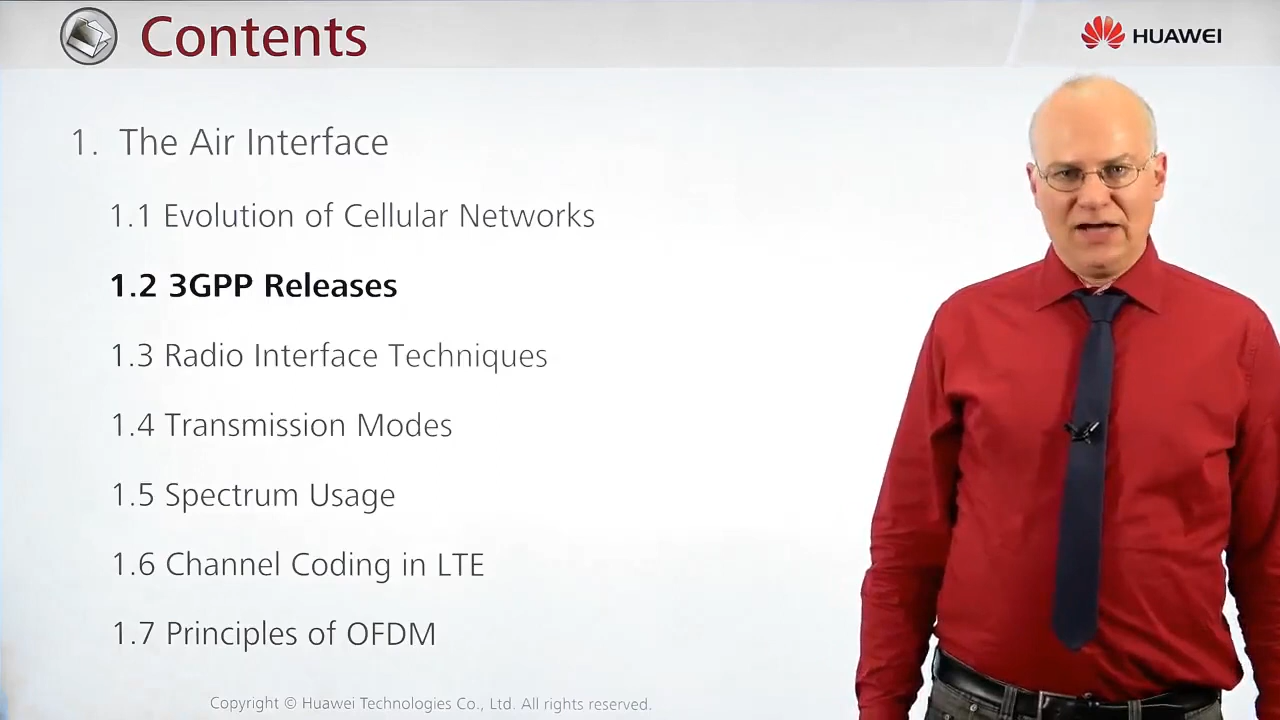 Contents
HUAWEI
1. The Air Interface
1.1 Evolution of Cellular Networks
1.2 3GPP Releases
1.3 Radio Interface Techniques
1.4 Transmission Modes
1.5 Spectrum Usage
1.6 Channel Coding in LTE
1.7 Principles of OFDM
Copyright © Huawei Technologies Co., Ltd. All rights reserved.